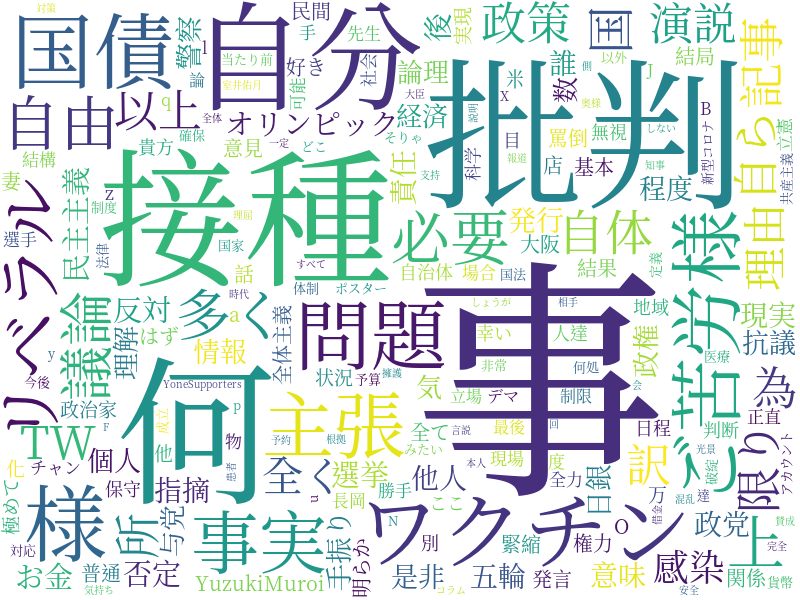 国債
自分
批判
接種
事
何
ワクチン
問題
主張
必要
議論
リベラル
ご苦労様
事実
様
多く
自由
以上
オリンピック
政策
演説
国
後
論理
経済
責任
意見
警察
民間
手
先生
実現
誰
米
数
結局
以外
側
J
記事
自ら
理由
当たり前
室井佑月
好き
可能
社会
大臣
全体
確保
一定
どこ
そりゃ
X
説明
目
科学
店
罵倒
無視
B
基本
新型コロナ
奥様
しない
知事
立憲
共産主義
程度
q
l
貴方
結構
妻
z
制度
民主主義
選手
法律
反対
はず
理解
話
a
情報
国家
理屈
支持
報道
発行
大阪
自体
結果
定義
自治体
場合
国法
すべて
時代
体制
ポスター
しょうが
相手
地域
現実
抗議
政権
為
幸い
人達
非常
何処
医療
全体主義
状況
予算
擁護
気
立場
デマ
制限
正直
判断
限り
訳
上
日程
光景
破綻
アカウント
y
今後
政治家
YoneSupporters
TW
化
チャン
個人
物
他
p
F
成立
予約
根拠
言説
みたい
回
会
最後
全て
選挙
他人
現場
度
全力
日銀
極めて
保守
指摘
全く
患者
u
長岡
勝手
ここ
本人
万
借金
混乱
達
賛成
完全
O
N
政党
対応
所
与党
手振り
明らか
別
緊縮
権力
感染
関係
貨幣
お金
普通
否定
YuzukiMuroi
是非
五輪
発言
意味
気持ち
コラム
安全
対策